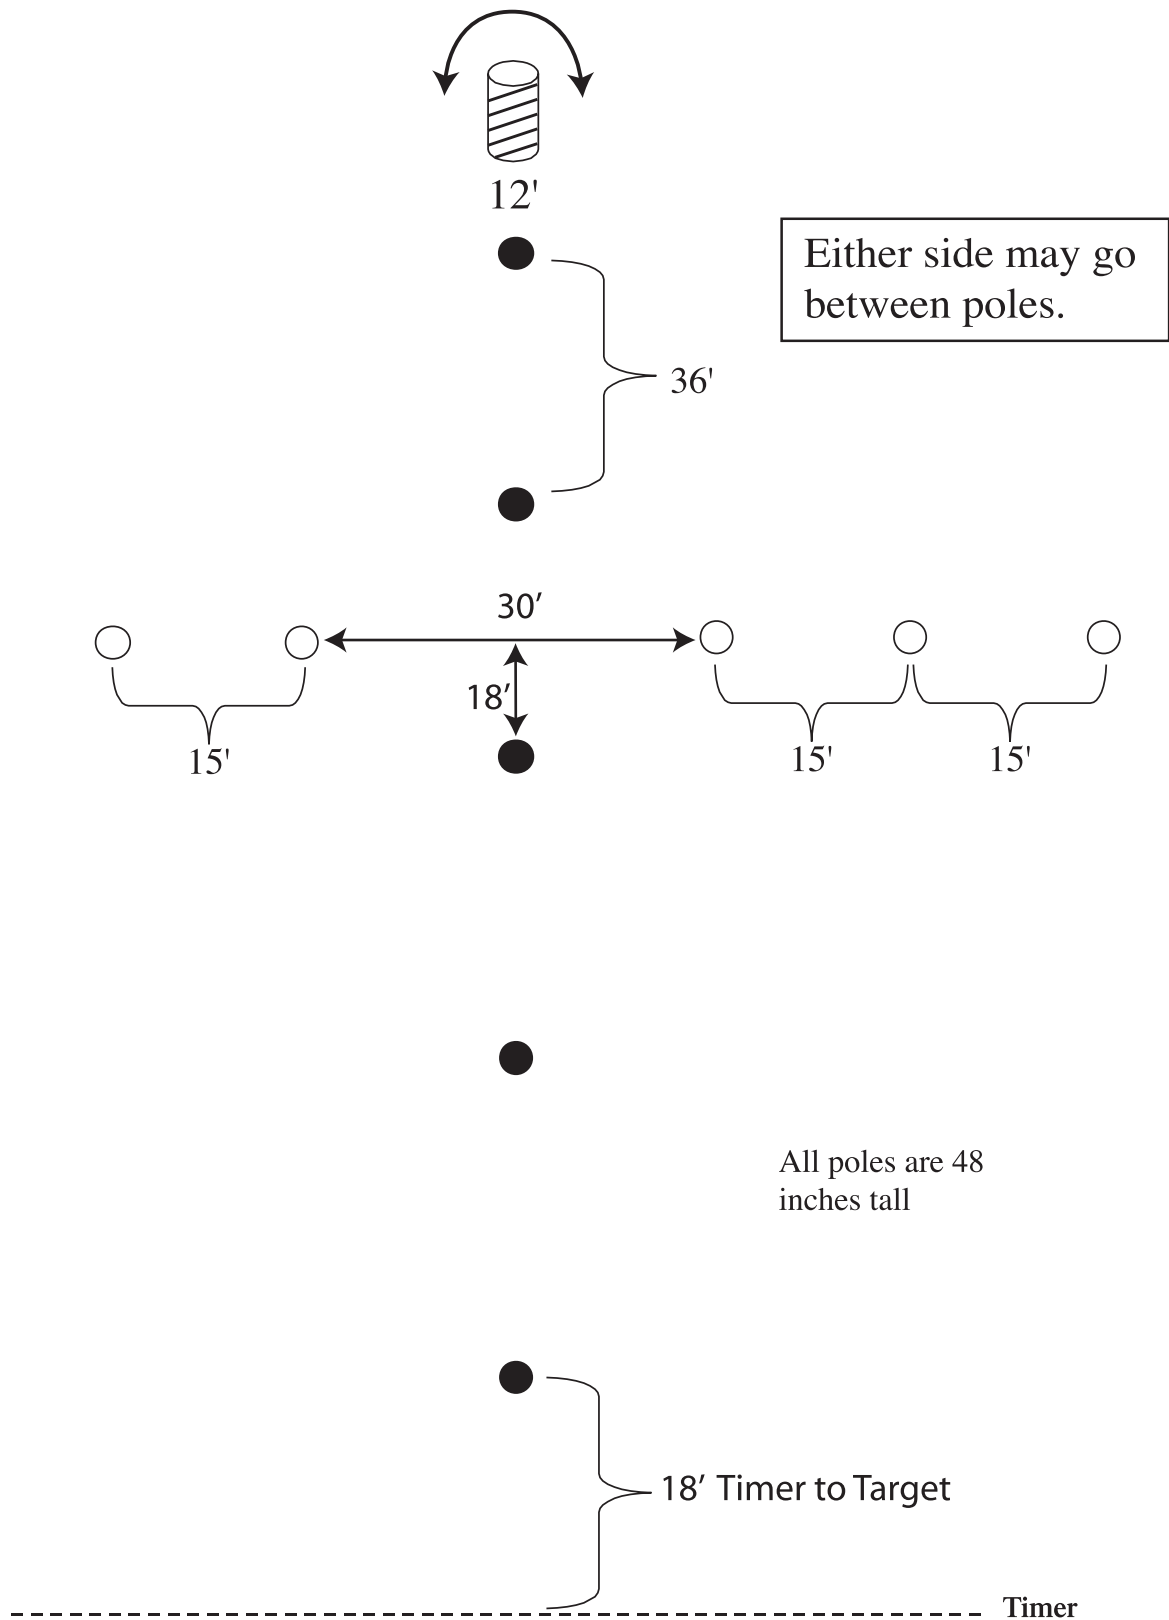 12'
Either side may go
between poles.
36'
30′
18′
15'
15'
15'
All poles are 48
inches tall
18′ Timer to Target
Timer